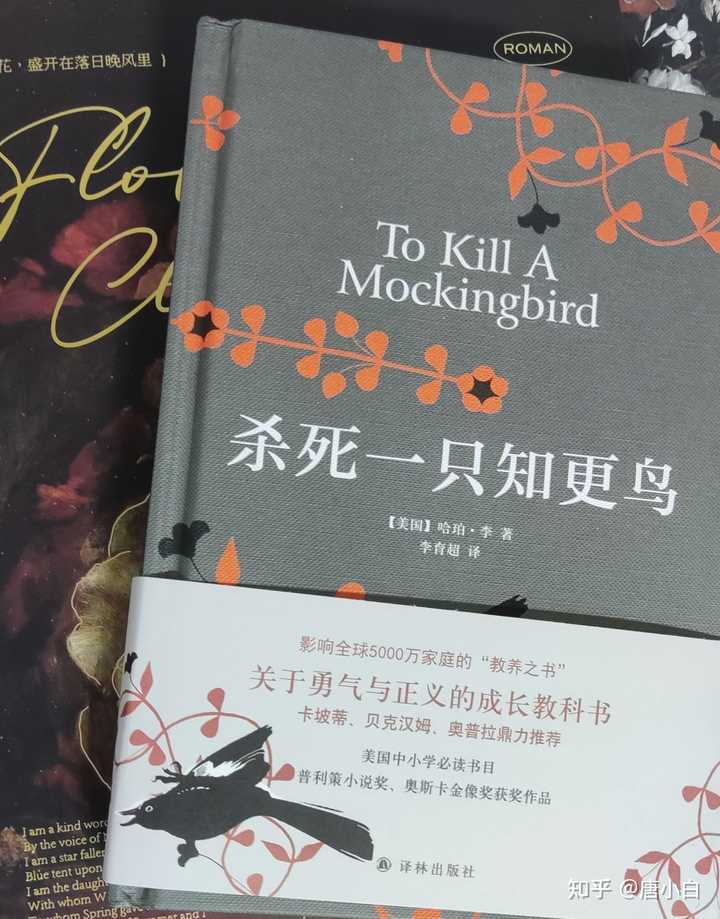 ROMAN
花，盛开在落日晚风里 }
To Kill A
Mockingbird
杀死一只知更鸟
【美国】哈珀·李 著
李育超 译
影响全球5000万家庭的“教养之书”
关于勇气与正义的成长教科书
卡坡蒂、贝克汉姆、奥普拉鼎力推荐
美国中小学必读书目
普利策小说奖、奥斯卡金像奖获奖作品
译林出版社
I am a kind word
By the voice of
I am a star fallen
Blue tent upon
I am the daught
With whom W
To whom Spring gave
知乎 @唐小白